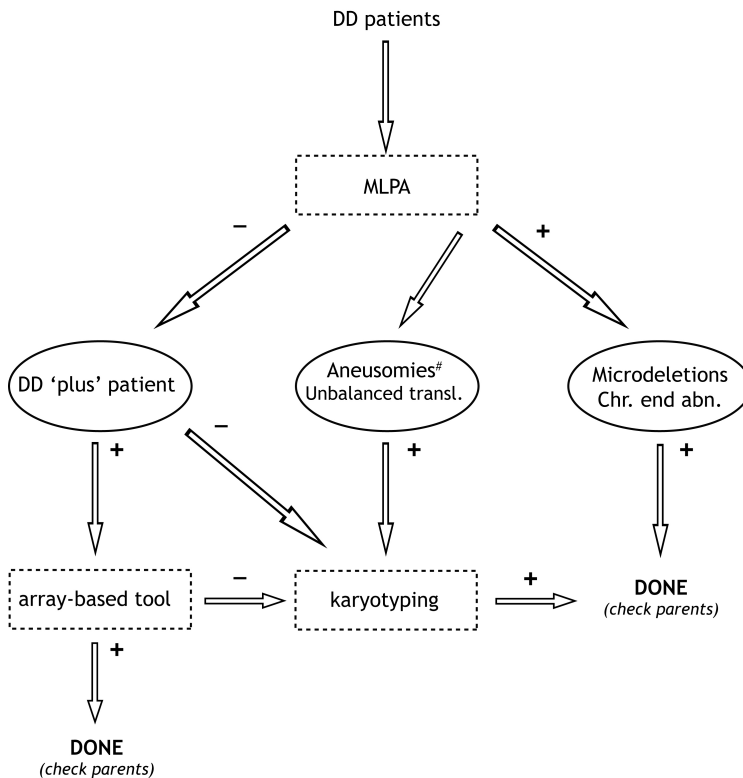 DD patients
MLPA
−
+
DD ‘plus’ patient
Aneusomies#
Unbalanced transl.
Microdeletions
Chr. end abn.
+
−
+
+
array-based tool
−
karyotyping
+
DONE
(check parents)
+
DONE
(check parents)